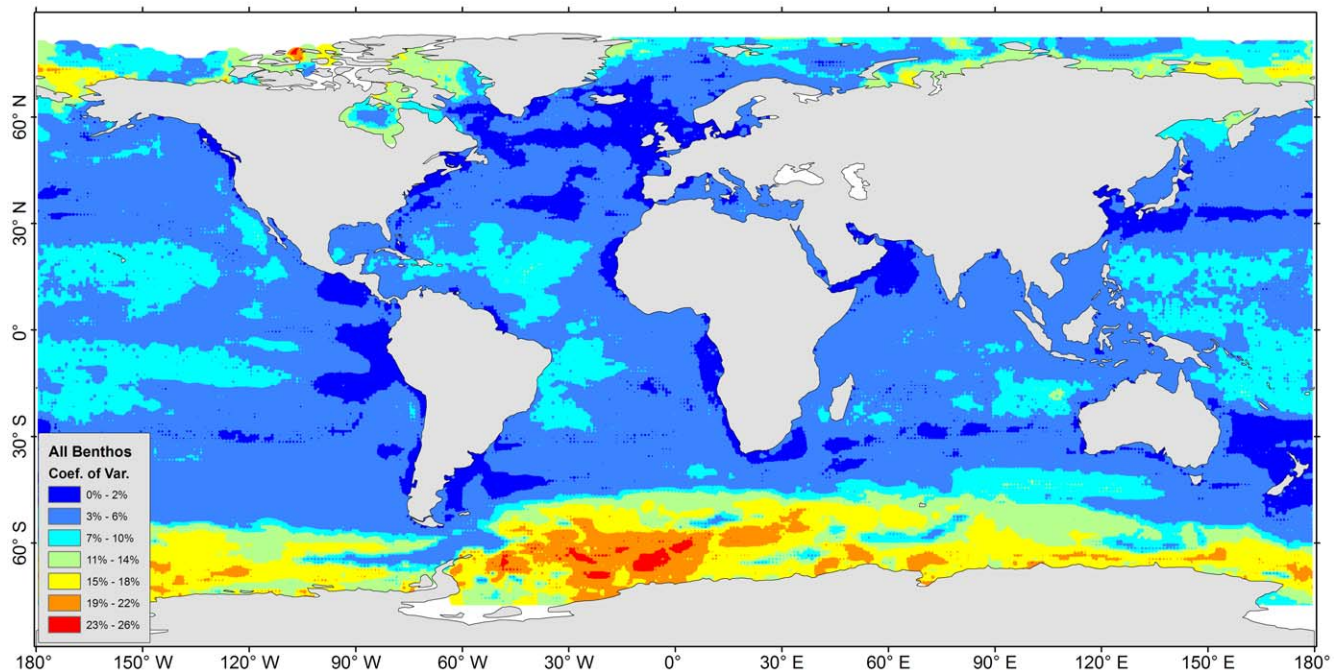 60° N
30° N
0°
30° S
60° S
All Benthos
Coef. of Var.
0% - 2%
3% - 6%
7% - 10%
11% - 14%
15% - 18%
19% - 22%
23% - 26%
180° 150° W 120° W 90° W 60° W 30° W 0° 30° E 60° E 90° E 120° E 150° E 180°